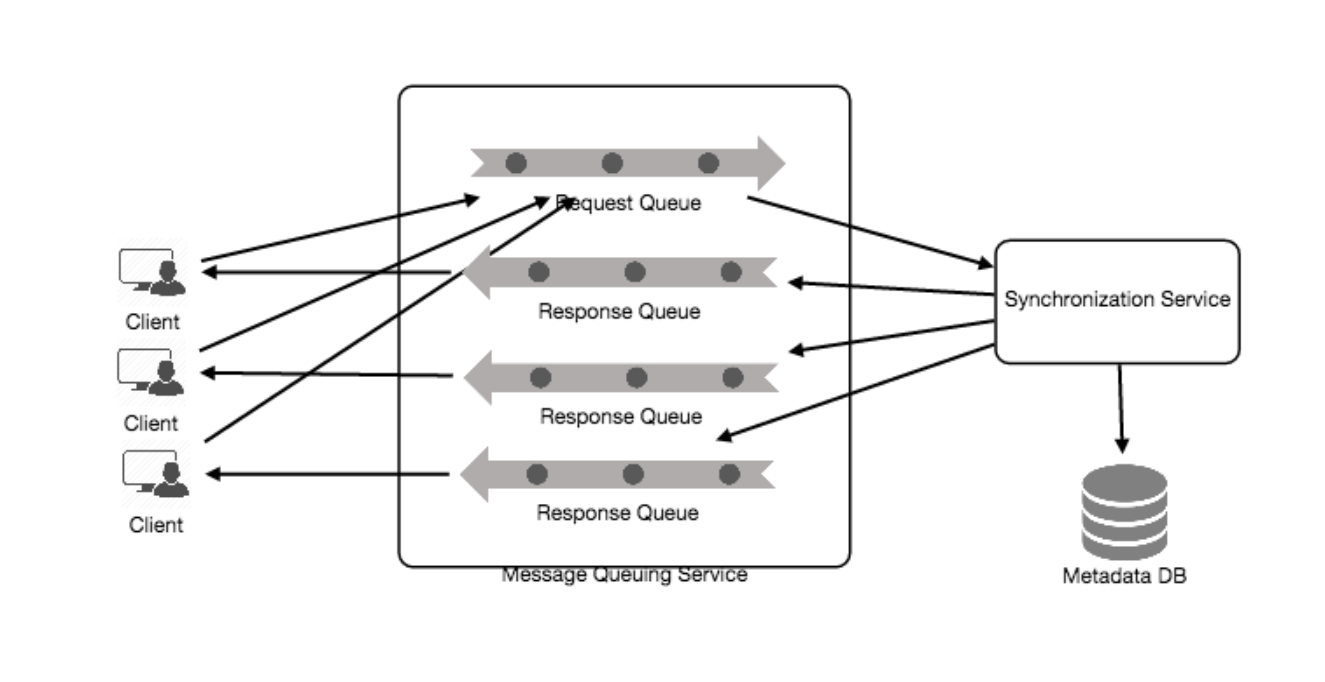 Request Queue
Response Queue
Synchronization Service
Client
Response Queue
Client
Response Queue
Client
Message Queuing Service
Metadata DB